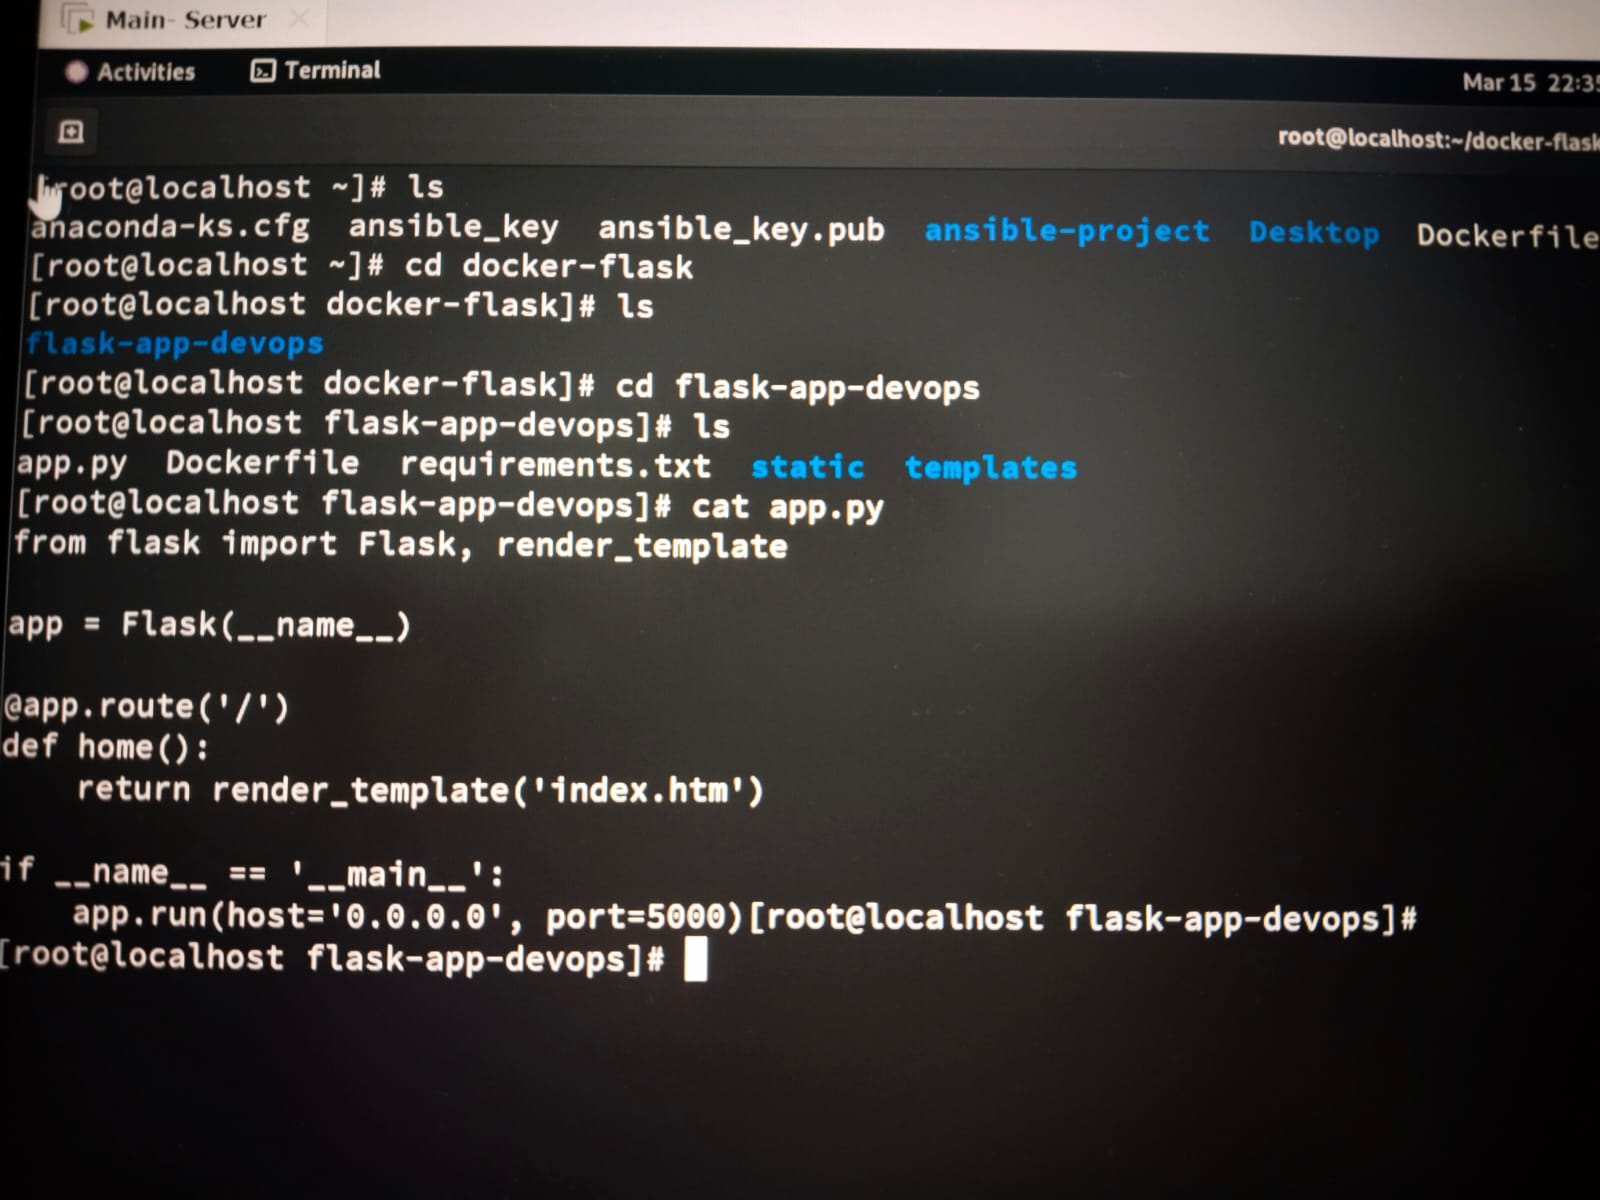 Main- Server
Activities Terminal Mar 15 22:35
root@localhost:~/docker-flask
root@localhost ~]# ls
anaconda-ks.cfg ansible_key ansible_key.pub ansible-project Desktop Dockerfile
[root@localhost ~]# cd docker-flask
[root@localhost docker-flask]# ls
flask-app-devops
[root@localhost docker-flask]# cd flask-app-devops
[root@localhost flask-app-devops]# ls
app.py Dockerfile requirements.txt static templates
[root@localhost flask-app-devops]# cat app.py
from flask import Flask, render_template
app = Flask(__name__)
@app.route('/')
def home():
    return render_template('index.htm')
if __name__ == '__main__':
    app.run(host='0.0.0.0', port=5000)[root@localhost flask-app-devops]#
[root@localhost flask-app-devops]#